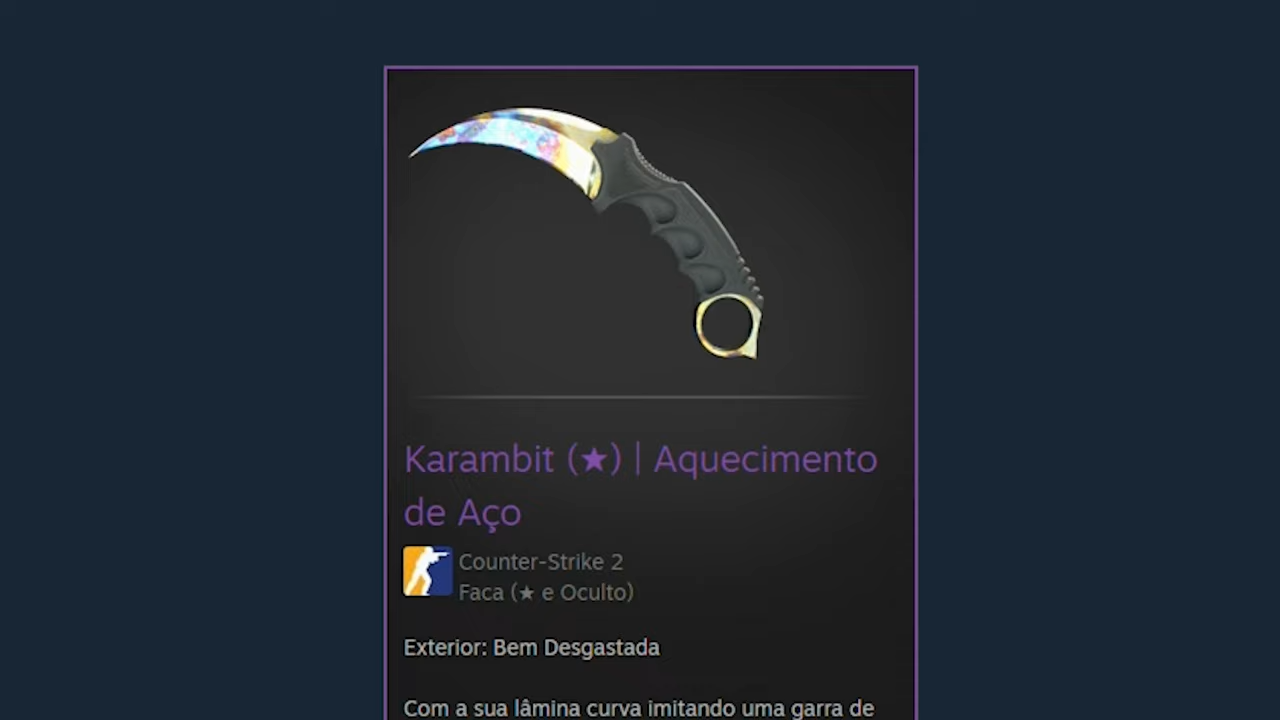 Karambit (★) | Aquecimento
de Aço
Counter-Strike 2
Faca (★ e Oculto)
Exterior: Bem Desgastada
Com a sua lâmina curva imitando uma garra de